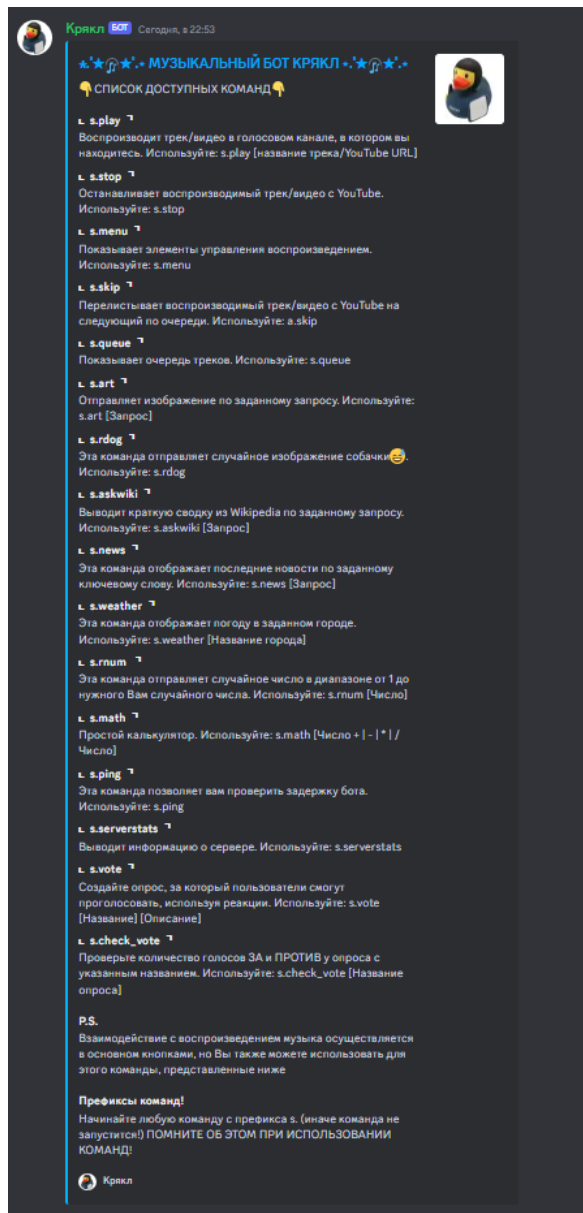 Крякл БОТ Сегодня, в 22:53
⋆.˚★🎧★˚.⋆ МУЗЫКАЛЬНЫЙ БОТ КРЯКЛ ⋆.˚★🎧★˚.⋆
👇СПИСОК ДОСТУПНЫХ КОМАНД👇
⌞ s.play ⌝
Воспроизводит трек/видео в голосовом канале, в котором вы
находитесь. Используйте: s.play [название трека/YouTube URL]
⌞ s.stop ⌝
Останавливает воспроизводимый трек/видео с YouTube.
Используйте: s.stop
⌞ s.menu ⌝
Показывает элементы управления воспроизведением.
Используйте: s.menu
⌞ s.skip ⌝
Перелистывает воспроизводимый трек/видео с YouTube на
следующий по очереди. Используйте: a.skip
⌞ s.queue ⌝
Показывает очередь треков. Используйте: s.queue
⌞ s.art ⌝
Отправляет изображение по заданному запросу. Используйте:
s.art [Запрос]
⌞ s.rdog ⌝
Эта команда отправляет случайное изображение собачки😅.
Используйте: s.rdog
⌞ s.askwiki ⌝
Выводит краткую сводку из Wikipedia по заданному запросу.
Используйте: s.askwiki [Запрос]
⌞ s.news ⌝
Эта команда отображает последние новости по заданному
ключевому слову. Используйте: s.news [Запрос]
⌞ s.weather ⌝
Эта команда отображает погоду в заданном городе.
Используйте: s.weather [Название города]
⌞ s.rnum ⌝
Эта команда отправляет случайное число в диапазоне от 1 до
нужного Вам случайного числа. Используйте: s.rnum [Число]
⌞ s.math ⌝
Простой калькулятор. Используйте: s.math [Число + | - | * | /
Число]
⌞ s.ping ⌝
Эта команда позволяет вам проверить задержку бота.
Используйте: s.ping
⌞ s.serverstats ⌝
Выводит информацию о сервере. Используйте: s.serverstats
⌞ s.vote ⌝
Создайте опрос, за который пользователи смогут
проголосовать, используя реакции. Используйте: s.vote
[Название] [Описание]
⌞ s.check_vote ⌝
Проверьте количество голосов ЗА и ПРОТИВ у опроса с
указанным названием. Используйте: s.check_vote [Название
опроса]
P.S.
Взаимодействие с воспроизведением музыка осуществляется
в основном кнопками, но Вы также можете использовать для
этого команды, представленные ниже
Префиксы команд!
Начинайте любую команду с префикса s. (иначе команда не
запустится!) ПОМНИТЕ ОБ ЭТОМ ПРИ ИСПОЛЬЗОВАНИИ
КОМАНД!
Крякл